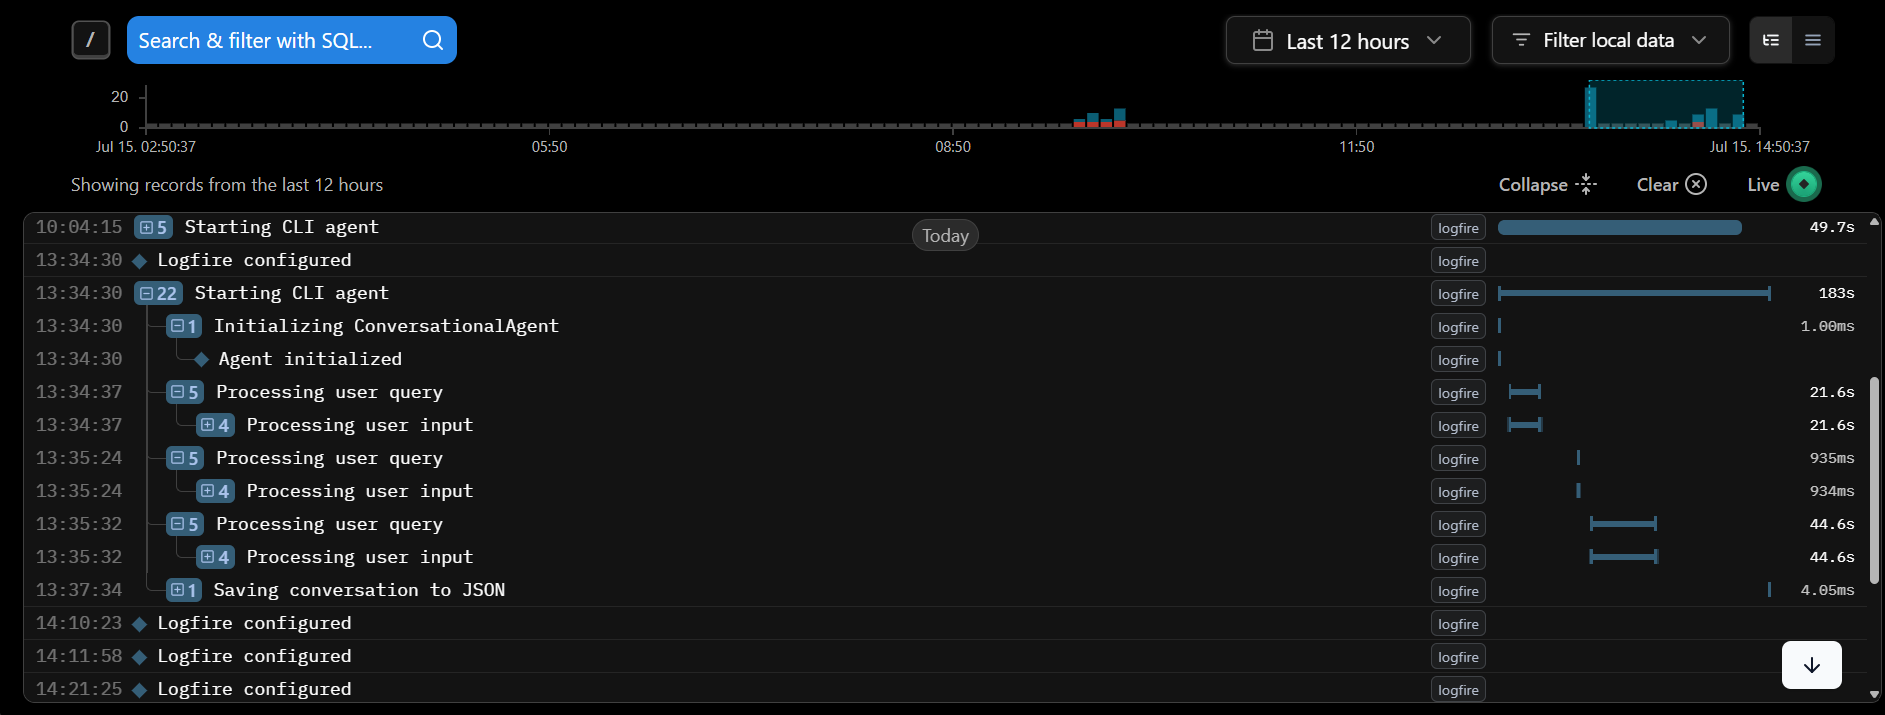 / Search & filter with SQL... Last 12 hours Filter local data
20
0
Jul 15. 02:50:37 05:50 08:50 11:50 Jul 15. 14:50:37
Showing records from the last 12 hours Collapse Clear Live
Today
10:04:15 5 Starting CLI agent logfire 49.7s
13:34:30 Logfire configured logfire
13:34:30 22 Starting CLI agent logfire 183s
13:34:30 1 Initializing ConversationalAgent logfire 1.00ms
13:34:30 Agent initialized logfire
13:34:37 5 Processing user query logfire 21.6s
13:34:37 4 Processing user input logfire 21.6s
13:35:24 5 Processing user query logfire 935ms
13:35:24 4 Processing user input logfire 934ms
13:35:32 5 Processing user query logfire 44.6s
13:35:32 4 Processing user input logfire 44.6s
13:37:34 1 Saving conversation to JSON logfire 4.05ms
14:10:23 Logfire configured logfire
14:11:58 Logfire configured logfire
14:21:25 Logfire configured logfire